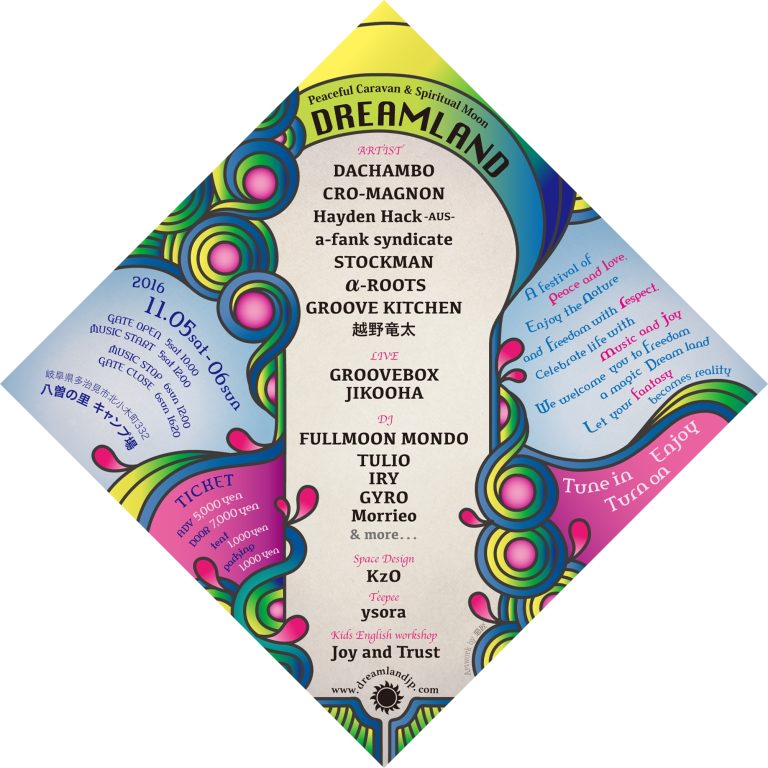 Peaceful Caravan & Spiritual Moon
DREAMLAND
ARTIST
DACHAMBO
CRO-MAGNON
Hayden Hack -AUS-
a-fank syndicate
STOCKMAN
α-ROOTS
GROOVE KITCHEN
越野竜太
LIVE
GROOVEBOX
JIKOOHA
DJ
FULLMOON MONDO
TULIO
IRY
GYRO
Morrieo
& more...
Space Design
KzO
Teepee
ysora
Kids English workshop
Joy and Trust
www.dreamlandjp.com
2016
11.05sat-06sun
GATE OPEN 5sat 10:00
MUSIC START 5sat 12:00
MUSIC STOP 6sun 12:00
GATE CLOSE 6sun 16:20
岐阜県多治見市北小木町332
八曽の里 キャンプ場
TICKET
ADV 5,000 yen
DOOR 7,000 yen
tent 1,000 yen
parking 1,000 yen
A festival of
Peace and love.
Enjoy the Nature
and Freedom with Respect.
Celebrate life with
Music and Joy
We welcome you to Freedom
a magic Dream land
Let your Fantasy
becomes reality
Tune in Enjoy
Turn on
Artwork by